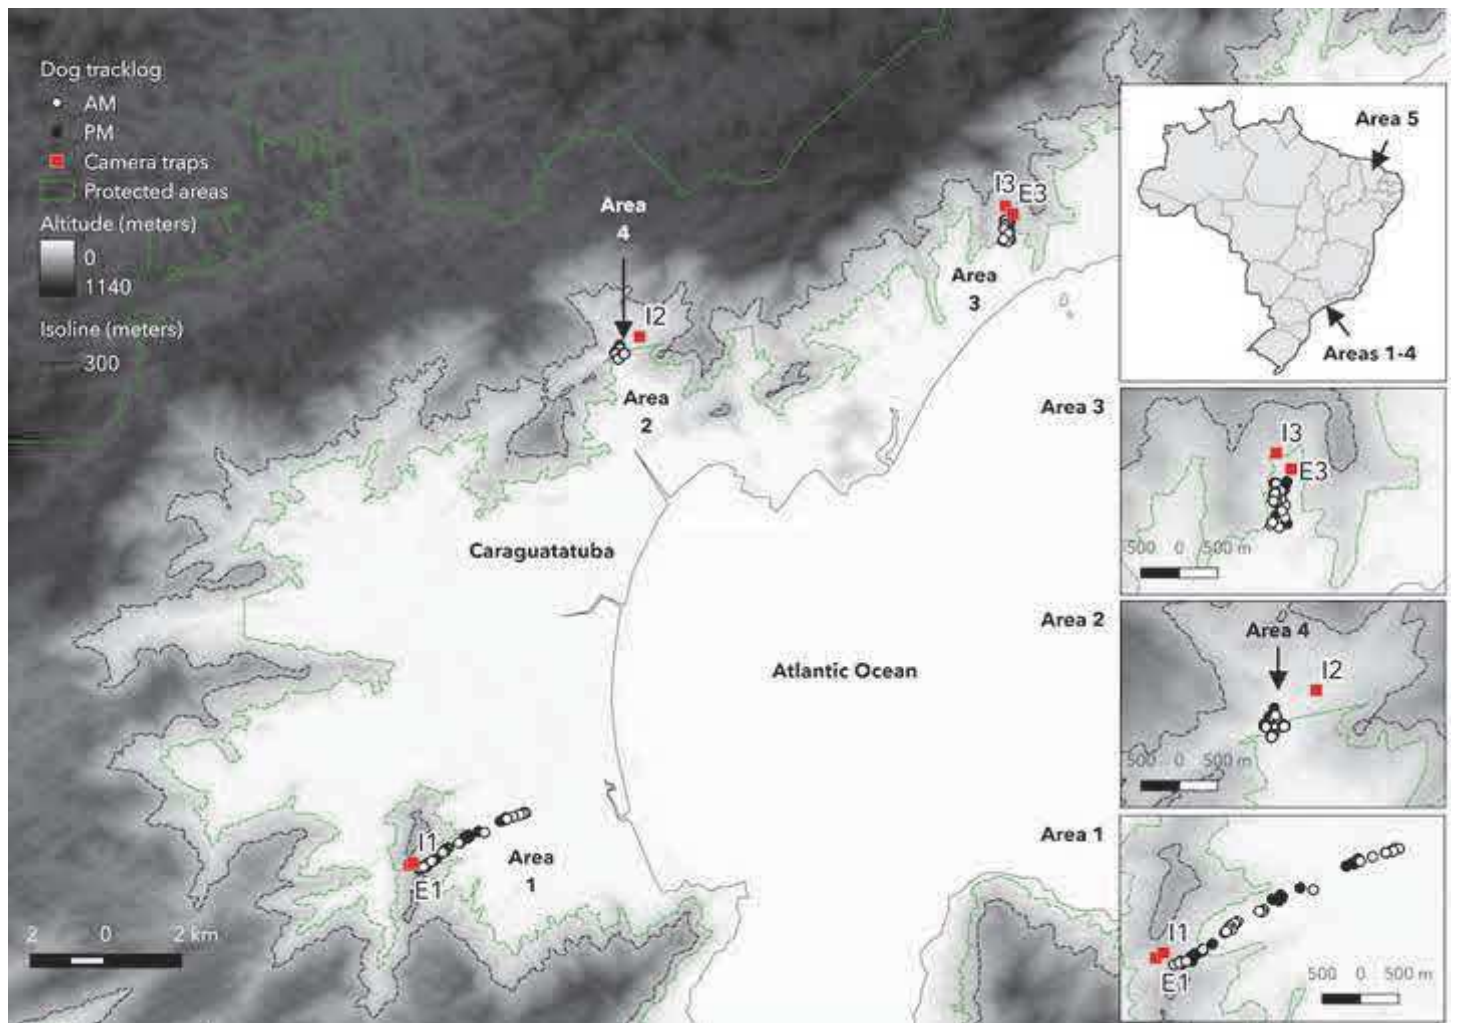 Dog tracklog
AM
PM
Camera traps
Protected areas
Altitude (meters)
0
1140
Isoline (meters)
300
Area
4
I2
Area
2
I3
E3
Area
3
Caraguatatuba
Atlantic Ocean
I1
E1
Area
1
2 0 2 km
Area 5
Areas 1-4
Area 3
I3
E3
500 0 500 m
Area 2
Area 4
I2
500 0 500 m
Area 1
I1
E1
500 0 500 m